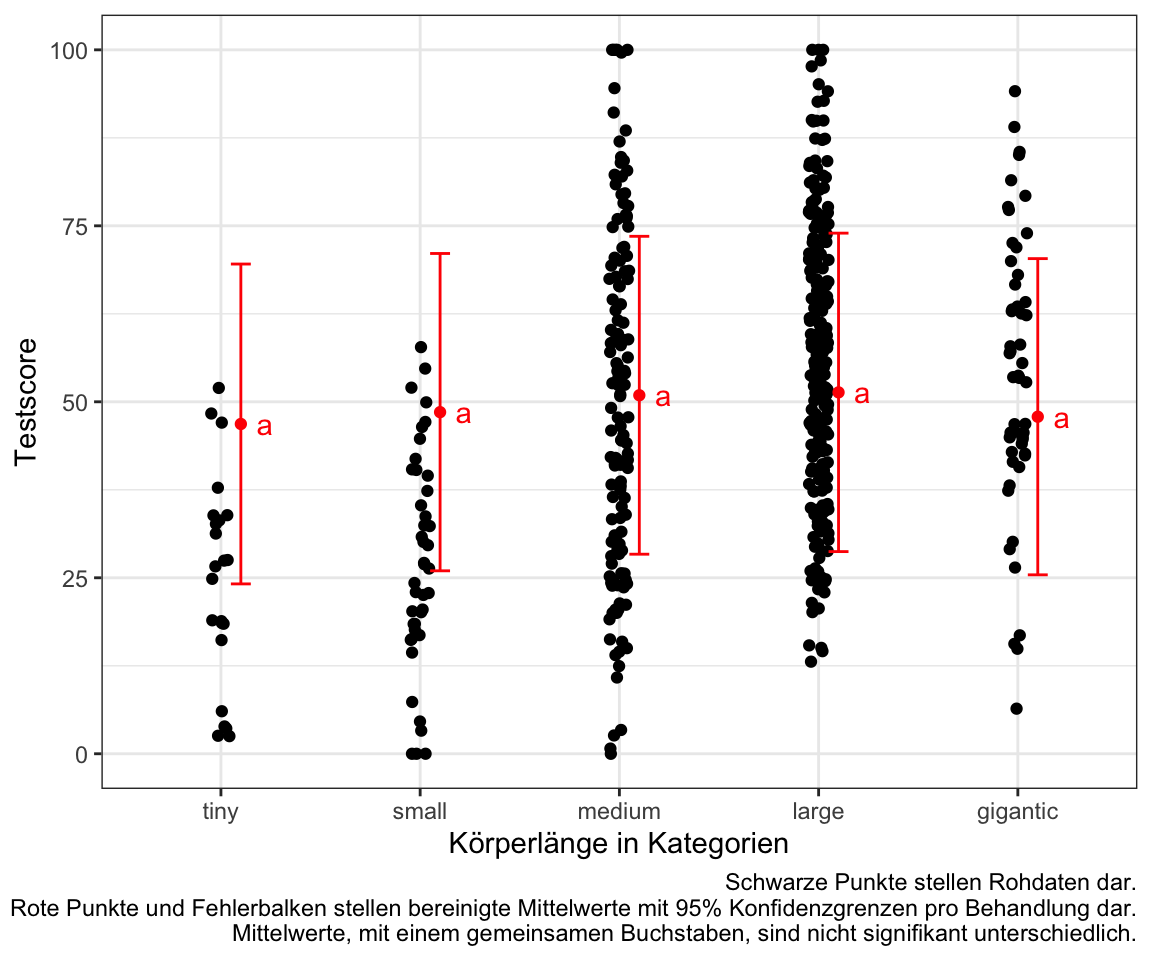 100
75
50
25
0
Testscore
a
a
a
a
a
tiny
small
medium
large
gigantic
Körperlänge in Kategorien
Schwarze Punkte stellen Rohdaten dar.
Rote Punkte und Fehlerbalken stellen bereinigte Mittelwerte mit 95% Konfidenzgrenzen pro Behandlung dar.
Mittelwerte, mit einem gemeinsamen Buchstaben, sind nicht signifikant unterschiedlich.